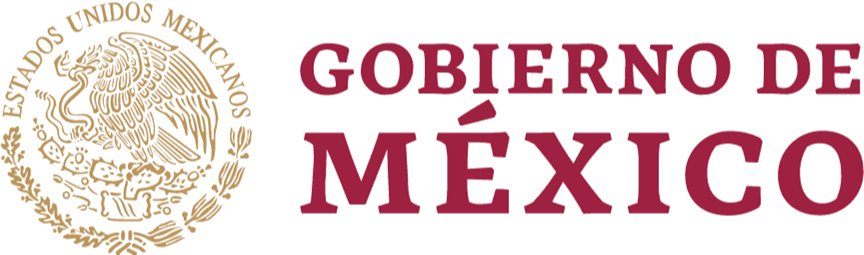 ESTADOS UNIDOS MEXICANOS
GOBIERNO DE
MÉXICO